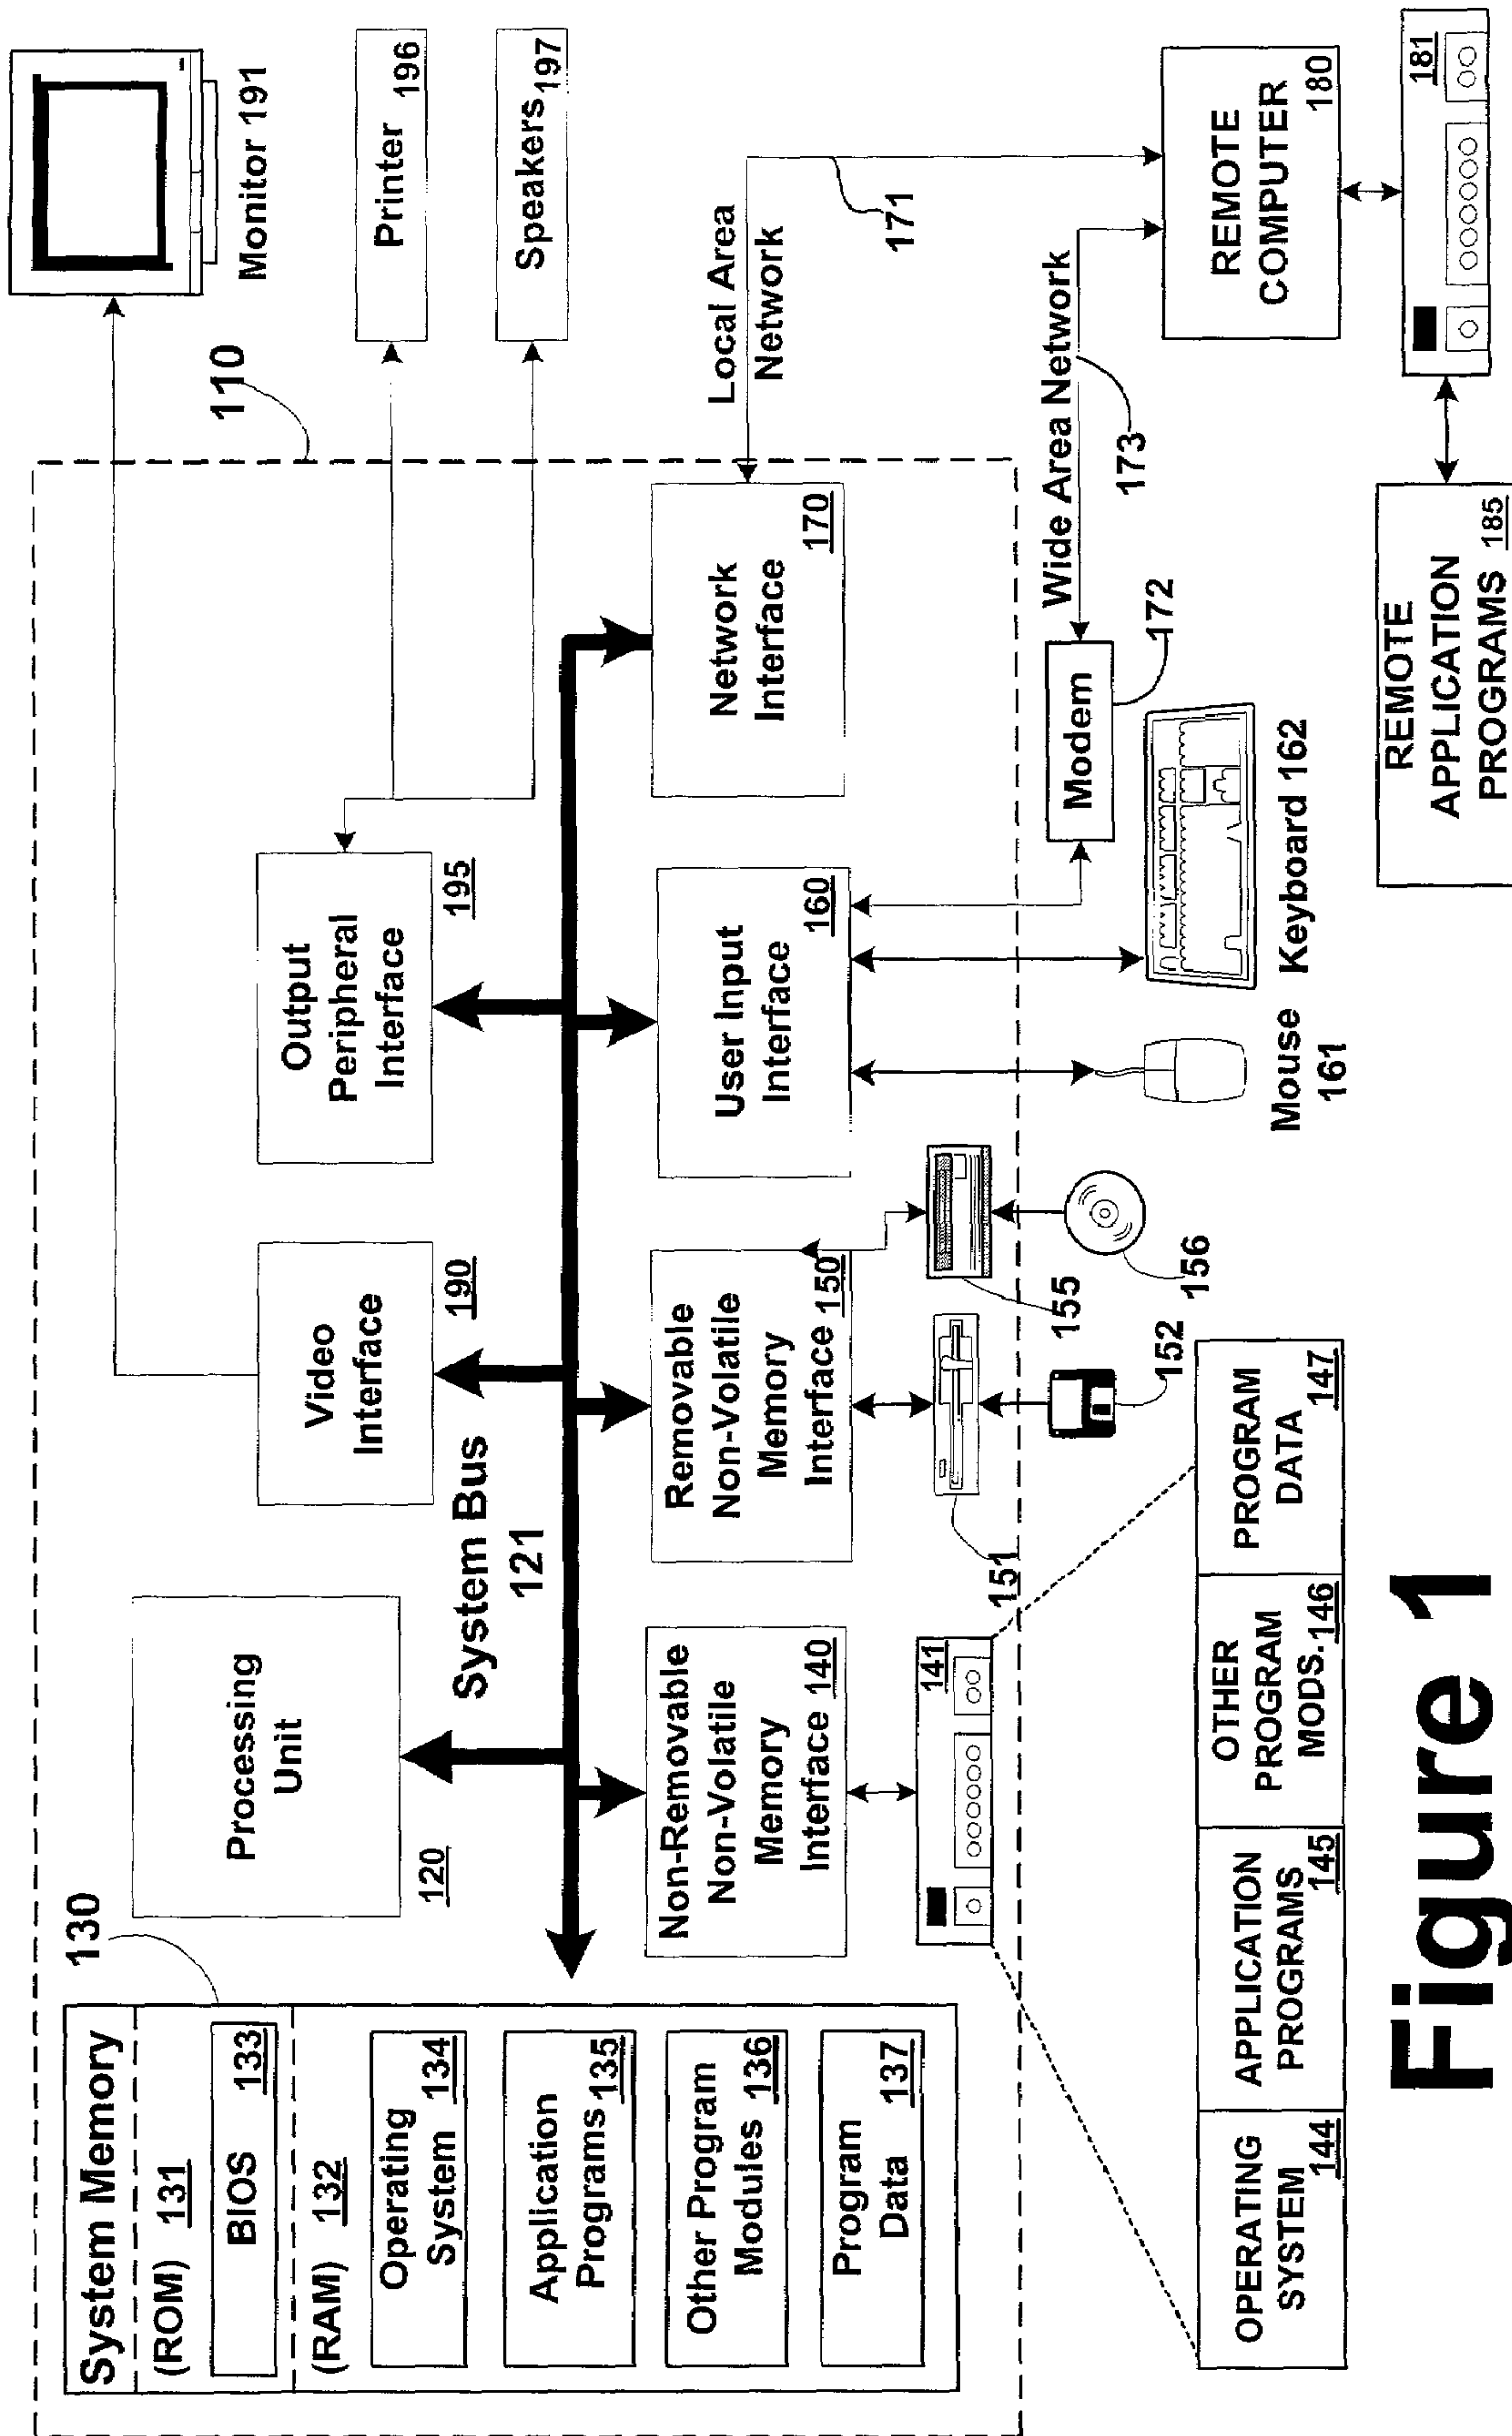 System Memory
(ROM) 131
BIOS 133
(RAM) 132
Operating
System 134
Application
Programs 135
Other Program
Modules 136
Program
Data 137
130
Processing
Unit
120
System Bus
121
Video
Interface
190
Output
Peripheral
Interface
195
110
Monitor 191
Printer
196
Speakers
197
Non-Removable
Non-Volatile
Memory
Interface 140
Removable
Non-Volatile
Memory
Interface 150
User Input
Interface
160
Network
Interface
170
Local Area
Network
171
141
151
155
152
156
Mouse
161
Keyboard 162
Modem
172
Wide Area Network
173
REMOTE
COMPUTER
180
181
REMOTE
APPLICATION
PROGRAMS 185
OPERATING
SYSTEM 144
APPLICATION
PROGRAMS 145
OTHER
PROGRAM
MODS. 146
PROGRAM
DATA 147
Figure 1